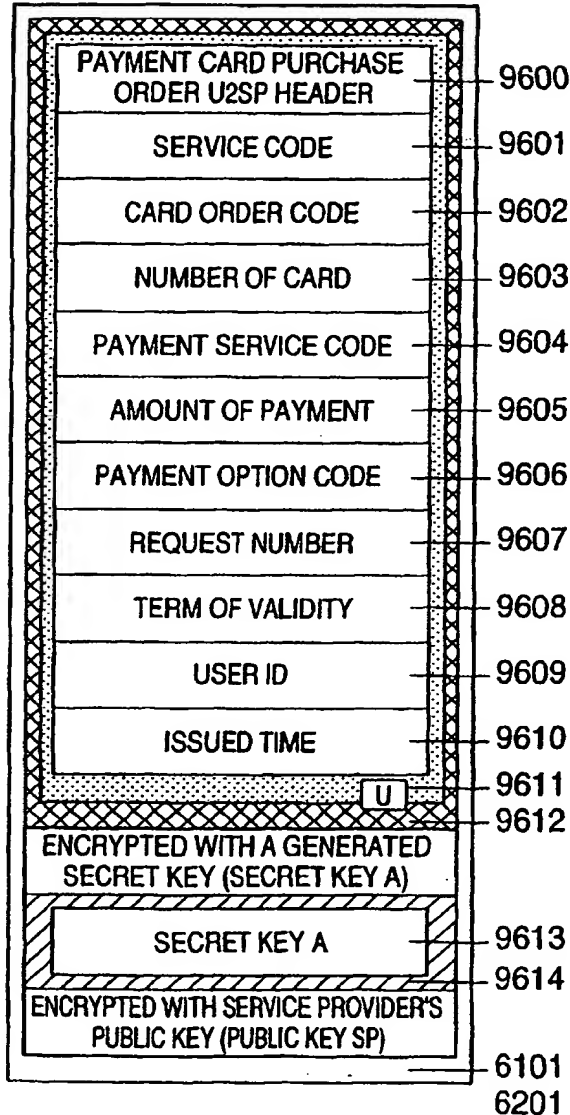 PAYMENT CARD PURCHASE
ORDER U2SP HEADER
9600
SERVICE CODE
9601
CARD ORDER CODE
9602
NUMBER OF CARD
9603
PAYMENT SERVICE CODE
9604
AMOUNT OF PAYMENT
9605
PAYMENT OPTION CODE
9606
REQUEST NUMBER
9607
TERM OF VALIDITY
9608
USER ID
9609
ISSUED TIME
9610
U
9611
9612
ENCRYPTED WITH A GENERATED
SECRET KEY (SECRET KEY A)
SECRET KEY A
9613
9614
ENCRYPTED WITH SERVICE PROVIDER'S
PUBLIC KEY (PUBLIC KEY SP)
6101
6201